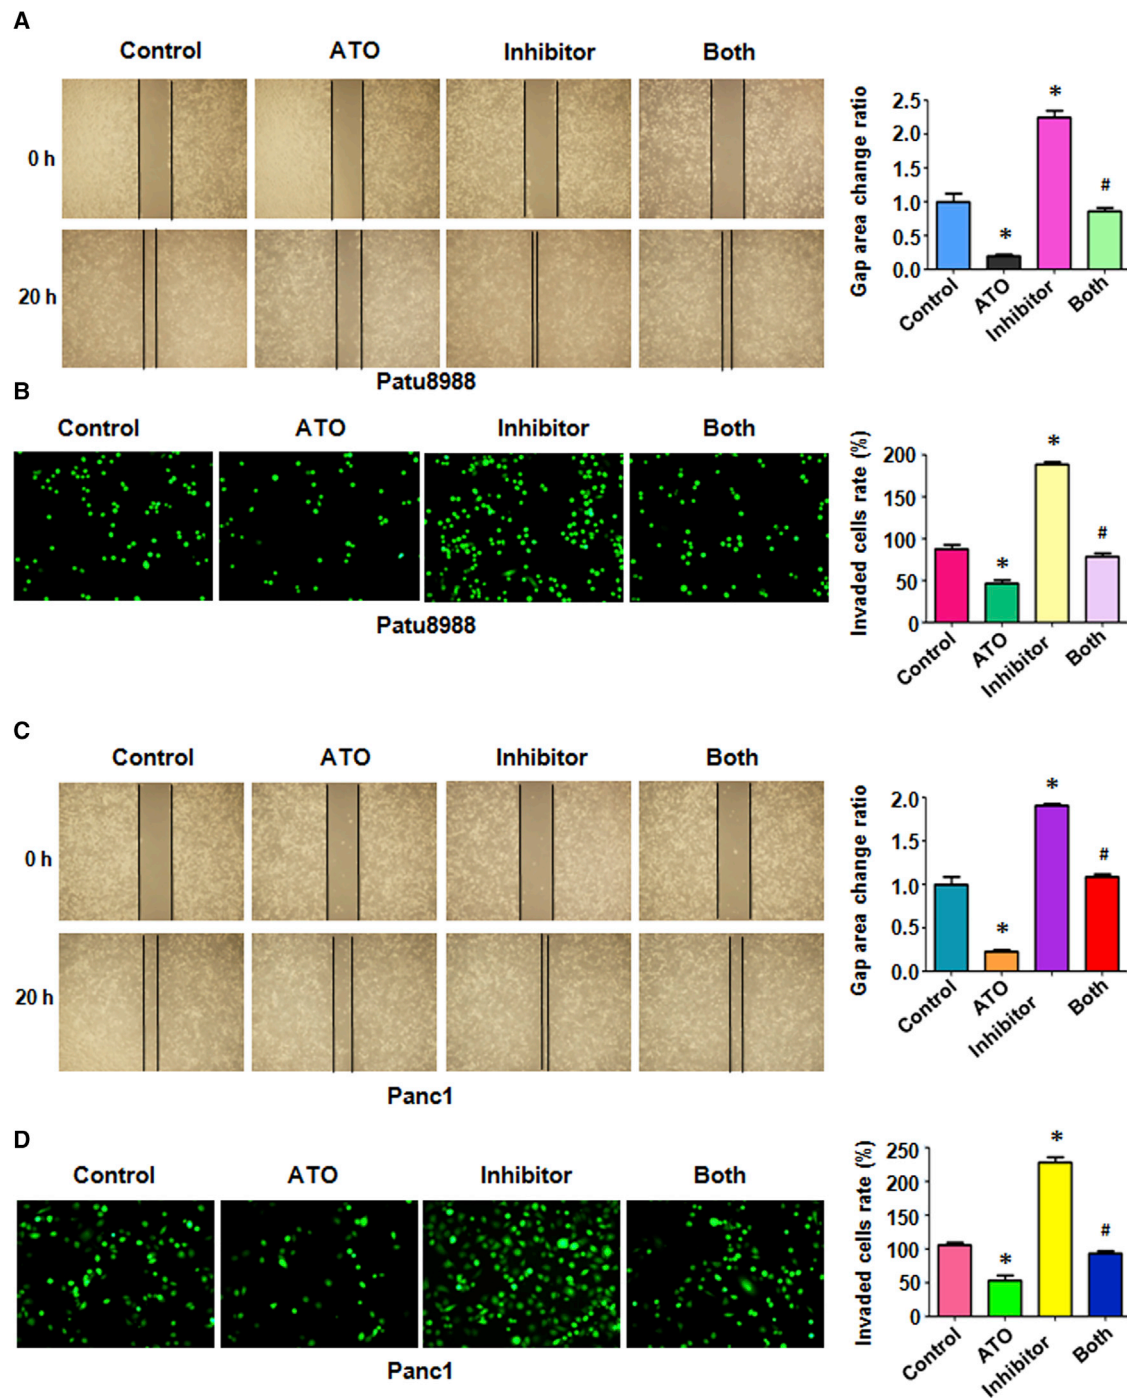 A
Control ATO Inhibitor Both
0 h
20 h
Patu8988
Gap area change ratio
2.5
2.0
1.5
1.0
0.5
0.0
*
*
#
Control ATO Inhibitor Both
B
Control ATO Inhibitor Both
Patu8988
Invaded cells rate (%)
200
150
100
50
0
*
*
#
Control ATO Inhibitor Both
C
Control ATO Inhibitor Both
0 h
20 h
Panc1
Gap area change ratio
2.0
1.5
1.0
0.5
0.0
*
*
#
Control ATO Inhibitor Both
D
Control ATO Inhibitor Both
Panc1
Invaded cells rate (%)
250
200
150
100
50
0
*
*
#
Control ATO Inhibitor Both